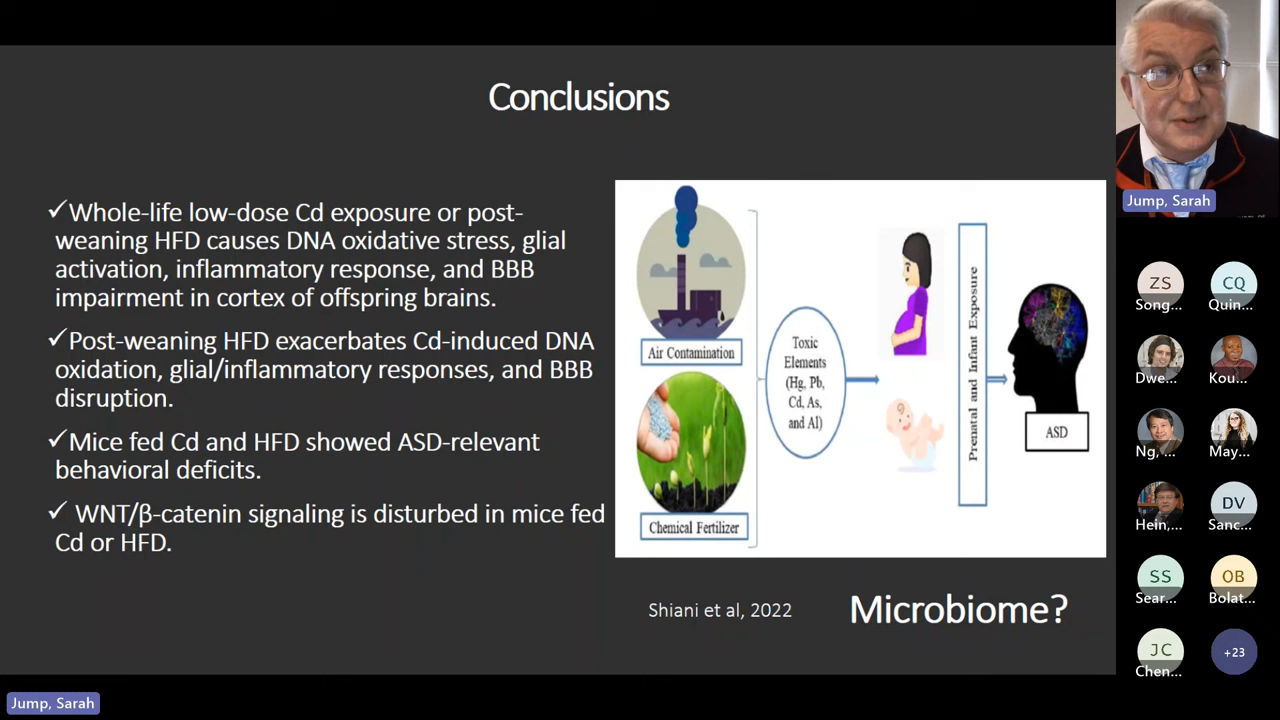 Conclusions
✓Whole-life low-dose Cd exposure or post-
weaning HFD causes DNA oxidative stress, glial
activation, inflammatory response, and BBB
impairment in cortex of offspring brains.
✓Post-weaning HFD exacerbates Cd-induced DNA
oxidation, glial/inflammatory responses, and BBB
disruption.
✓Mice fed Cd and HFD showed ASD-relevant
behavioral deficits.
✓ WNT/β-catenin signaling is disturbed in mice fed
Cd or HFD.
Air Contamination
Chemical Fertilizer
Toxic
Elements
(Hg, Pb,
Cd, As,
and Al)
Prenatal and Infant Exposure
ASD
Shiani et al, 2022
Microbiome?
Jump, Sarah
ZS
Song...
CQ
Quin...
Dwe...
Kou...
Ng, ...
May...
Hein,...
DV
Sanc...
SS
Sear...
OB
Bolat...
JC
Chen...
+23
Jump, Sarah